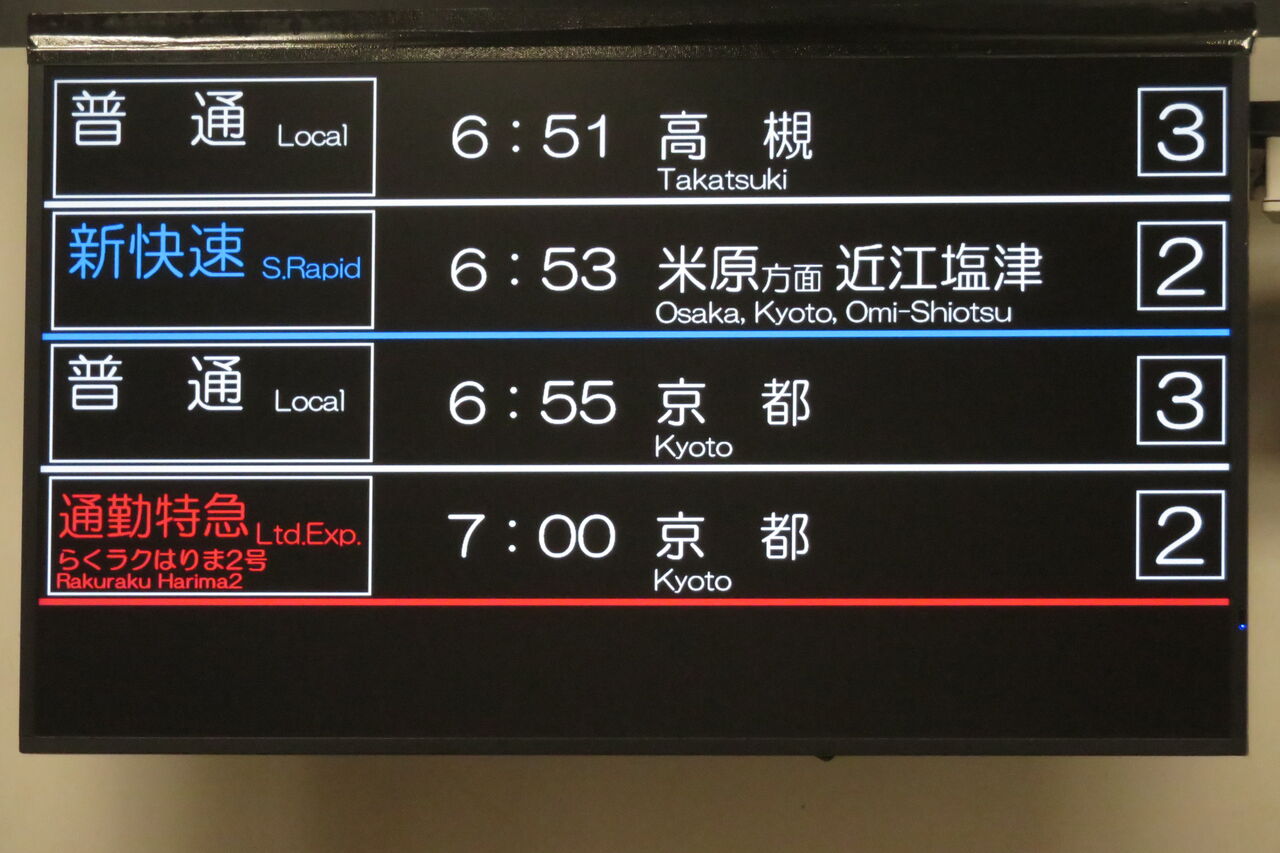 普通 Local 6:51 高槻 3
Takatsuki
新快速 S.Rapid 6:53 米原方面 近江塩津 2
Osaka, Kyoto, Omi-Shiotsu
普通 Local 6:55 京都 3
Kyoto
通勤特急 Ltd.Exp. 7:00 京都 2
らくラクはりま2号
Rakuraku Harima2 Kyoto